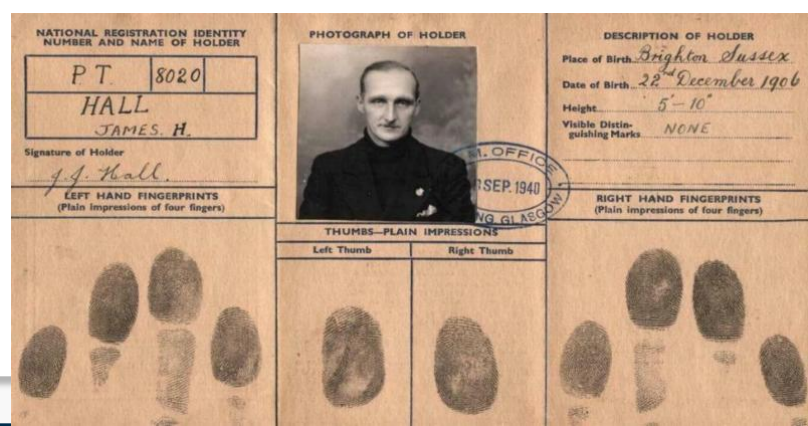 NATIONAL REGISTRATION IDENTITY
NUMBER AND NAME OF HOLDER
P T 8020
HALL
JAMES. H.
Signature of Holder
J. J. Hall.
LEFT HAND FINGERPRINTS
(Plain impressions of four fingers)
PHOTOGRAPH OF HOLDER
M. OFFICE
SEP. 1940
NG, GLASGOW
THUMBS—PLAIN IMPRESSIONS
Left Thumb Right Thumb
DESCRIPTION OF HOLDER
Place of Birth Brighton Sussex
Date of Birth 22nd December 1906
Height 5'-10"
Visible Distin-
guishing Marks NONE
RIGHT HAND FINGERPRINTS
(Plain impressions of four fingers)